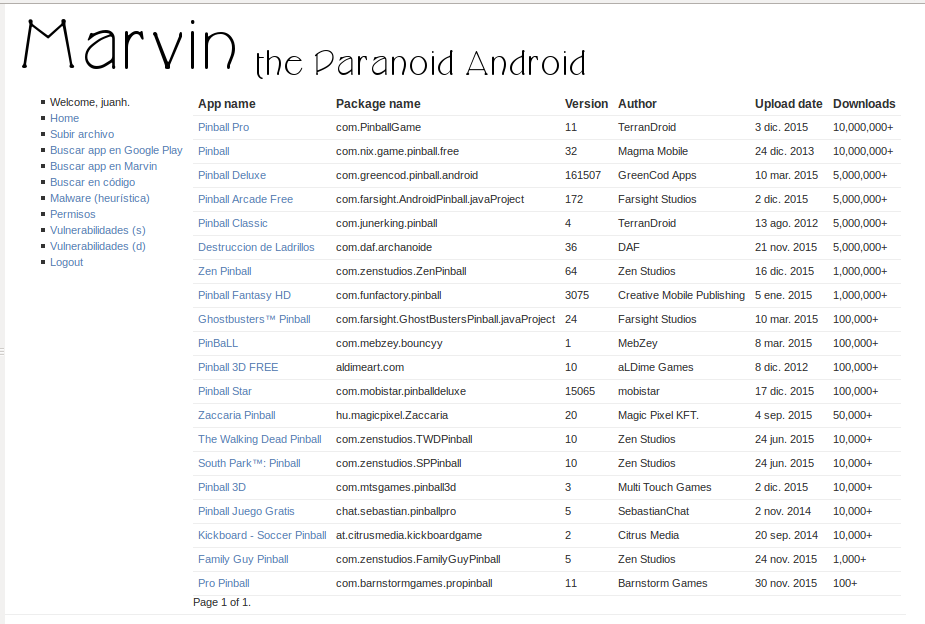 Marvin the Paranoid Android
Welcome, juanh.
Home
Subir archivo
Buscar app en Google Play
Buscar app en Marvin
Buscar en código
Malware (heurística)
Permisos
Vulnerabilidades (s)
Vulnerabilidades (d)
Logout
App name Package name Version Author Upload date Downloads
Pinball Pro com.PinballGame 11 TerranDroid 3 dic. 2015 10,000,000+
Pinball com.nix.game.pinball.free 32 Magma Mobile 24 dic. 2013 10,000,000+
Pinball Deluxe com.greencod.pinball.android 161507 GreenCod Apps 10 mar. 2015 5,000,000+
Pinball Arcade Free com.farsight.AndroidPinball.javaProject 172 Farsight Studios 2 dic. 2015 5,000,000+
Pinball Classic com.junerking.pinball 4 TerranDroid 13 ago. 2012 5,000,000+
Destruccion de Ladrillos com.daf.archanoide 36 DAF 21 nov. 2015 5,000,000+
Zen Pinball com.zenstudios.ZenPinball 64 Zen Studios 16 dic. 2015 1,000,000+
Pinball Fantasy HD com.funfactory.pinball 3075 Creative Mobile Publishing 5 ene. 2015 1,000,000+
Ghostbusters™ Pinball com.farsight.GhostBustersPinball.javaProject 24 Farsight Studios 10 mar. 2015 100,000+
PinBaLL com.mebzey.bouncyy 1 MebZey 8 mar. 2015 100,000+
Pinball 3D FREE aldimeart.com 10 aLDime Games 8 dic. 2012 100,000+
Pinball Star com.mobistar.pinballdeluxe 15065 mobistar 17 dic. 2015 100,000+
Zaccaria Pinball hu.magicpixel.Zaccaria 20 Magic Pixel KFT. 4 sep. 2015 50,000+
The Walking Dead Pinball com.zenstudios.TWDPinball 10 Zen Studios 24 jun. 2015 10,000+
South Park™: Pinball com.zenstudios.SPPinball 10 Zen Studios 24 jun. 2015 10,000+
Pinball 3D com.mtsgames.pinball3d 3 Multi Touch Games 2 dic. 2015 10,000+
Pinball Juego Gratis chat.sebastian.pinballpro 5 SebastianChat 2 nov. 2014 10,000+
Kickboard - Soccer Pinball at.citrusmedia.kickboardgame 2 Citrus Media 20 sep. 2014 10,000+
Family Guy Pinball com.zenstudios.FamilyGuyPinball 5 Zen Studios 24 nov. 2015 1,000+
Pro Pinball com.barnstormgames.propinball 11 Barnstorm Games 30 nov. 2015 100+
Page 1 of 1.